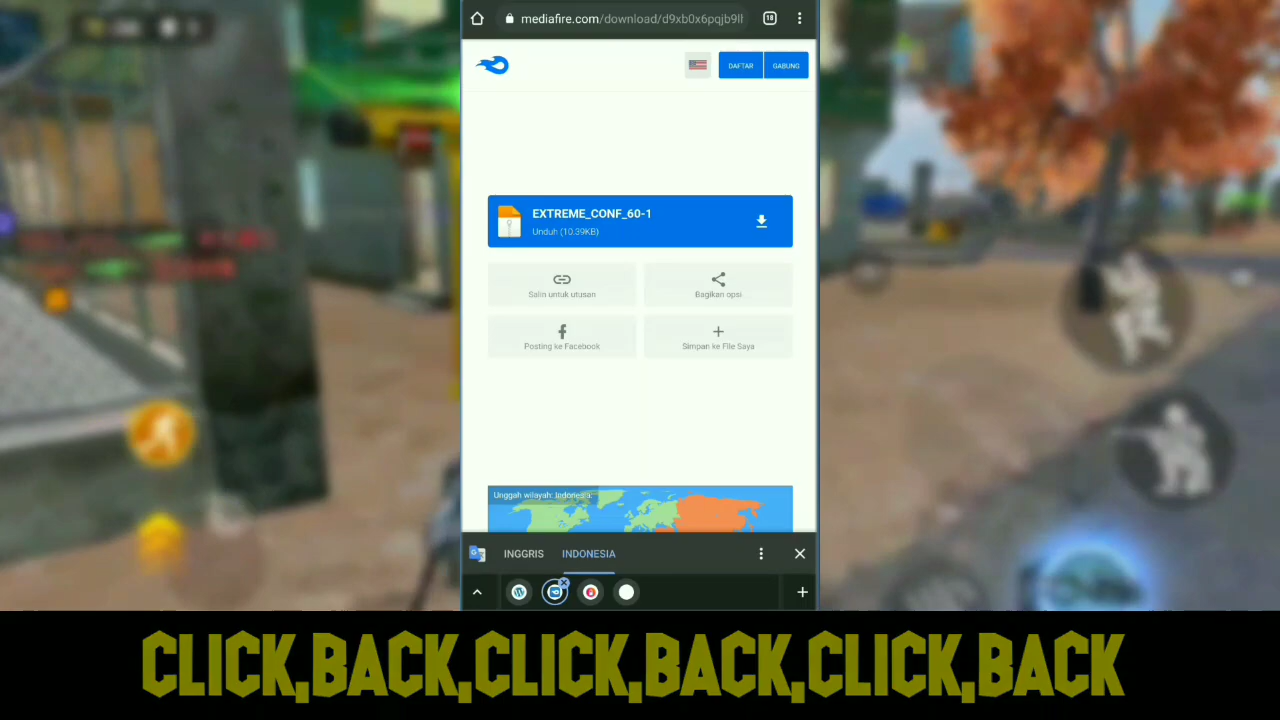 mediafire.com/download/d9xb0x6pqjb9ll
18
DAFTAR
GABUNG
EXTREME_CONF_60-1
Unduh (10.39KB)
Salin untuk utusan
Bagikan opsi
Posting ke Facebook
Simpan ke File Saya
Unggah wilayah: Indonesia:
INGGRIS
INDONESIA
CLICK,BACK,CLICK,BACK,CLICK,BACK